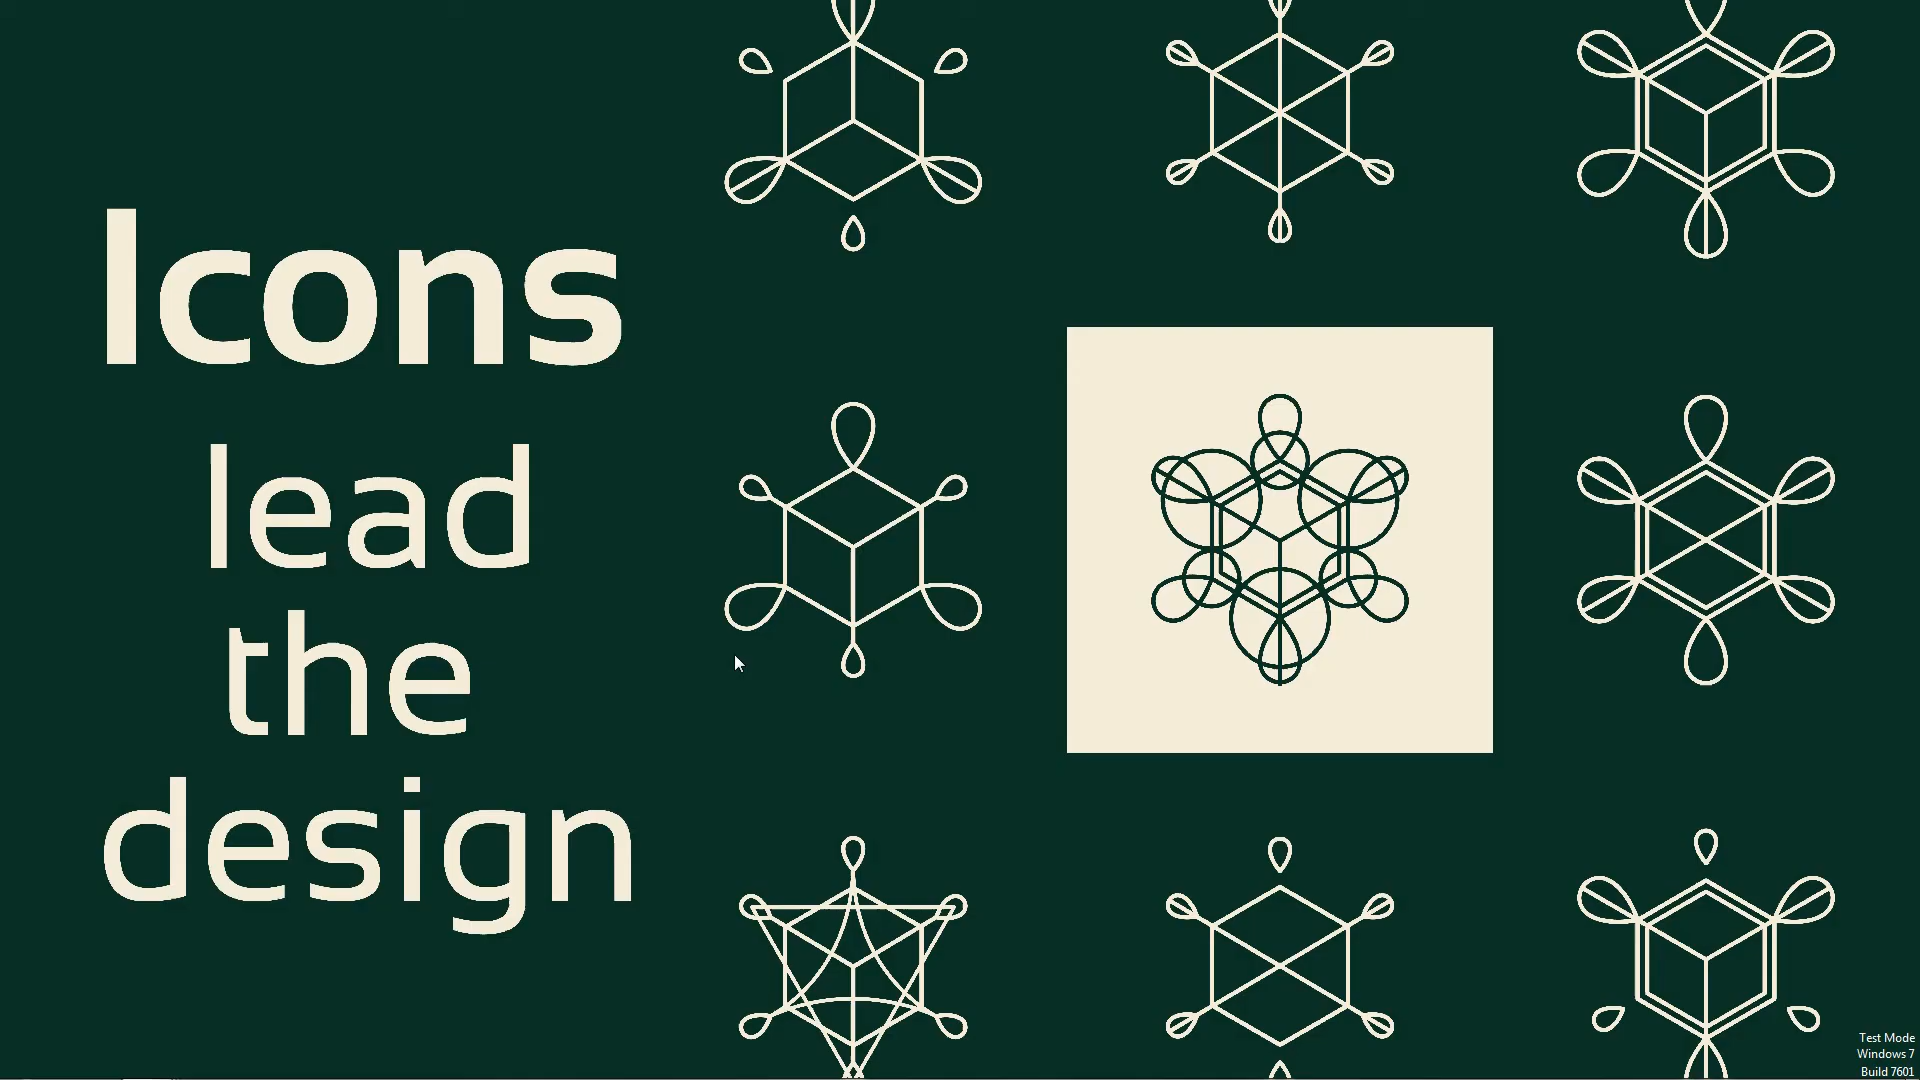 Icons
lead
the
design
Test Mode
Windows 7
Build 7601